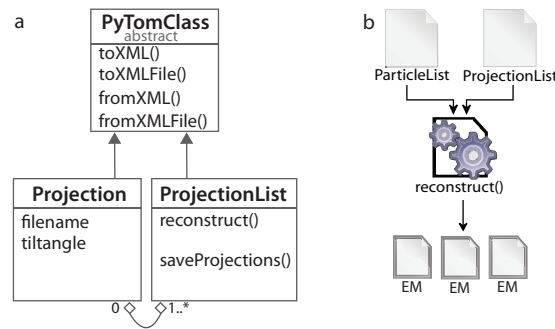 a
PyTomClass
abstract
toXML()
toXMLFile()
fromXML()
fromXMLFile()
Projection
filename
tiltangle
ProjectionList
reconstruct()
saveProjections()
0
1..*
b
ParticleList
ProjectionList
reconstruct()
EM
EM
EM